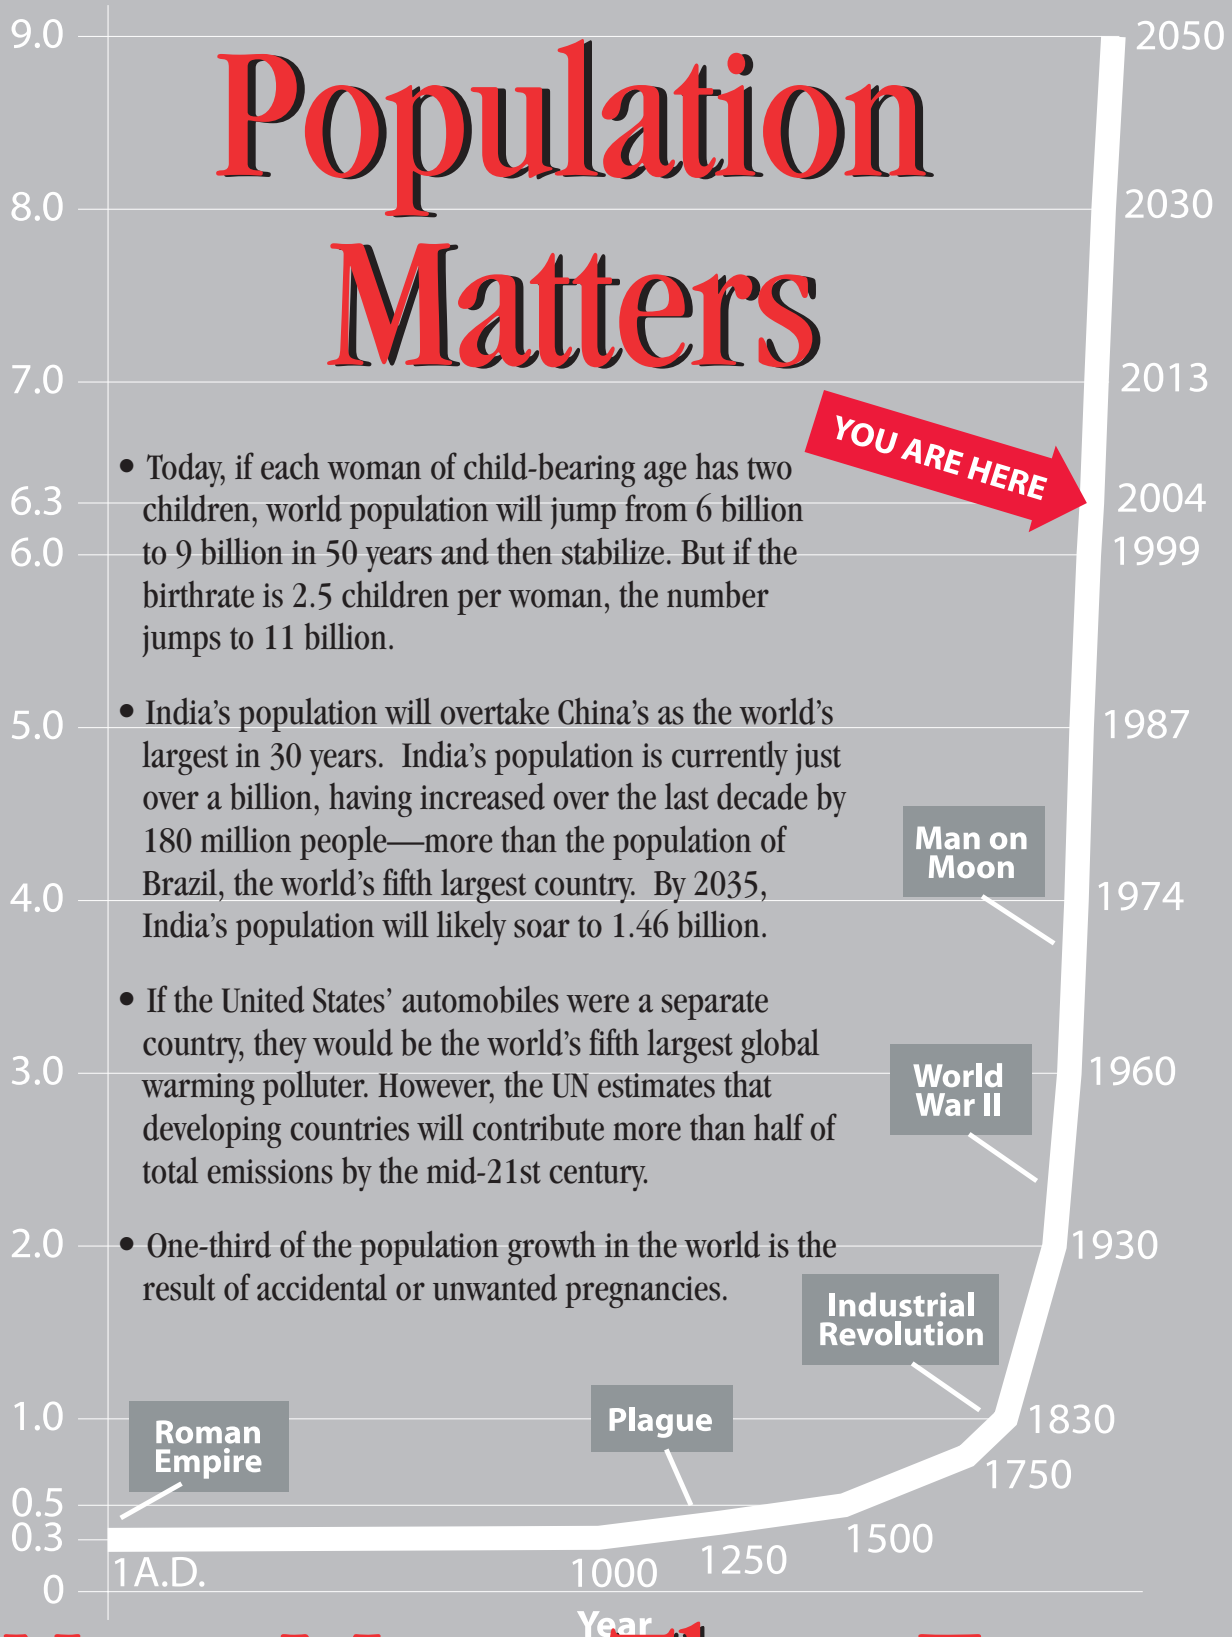 Population
Matters
9.0
8.0
7.0
6.3
6.0
5.0
4.0
3.0
2.0
1.0
0.5
0.3
0
2050
2030
2013
2004
1999
1987
1974
1960
1930
1830
1750
1500
1250
1000
1A.D.
Year
YOU ARE HERE
• Today, if each woman of child-bearing age has two
children, world population will jump from 6 billion
to 9 billion in 50 years and then stabilize. But if the
birthrate is 2.5 children per woman, the number
jumps to 11 billion.
• India’s population will overtake China’s as the world’s
largest in 30 years.  India’s population is currently just
over a billion, having increased over the last decade by
180 million people—more than the population of
Brazil, the world’s fifth largest country.  By 2035,
India’s population will likely soar to 1.46 billion.
• If the United States’ automobiles were a separate
country, they would be the world’s fifth largest global
warming polluter. However, the UN estimates that
developing countries will contribute more than half of
total emissions by the mid-21st century.
• One-third of the population growth in the world is the
result of accidental or unwanted pregnancies.
Man on
Moon
World
War II
Industrial
Revolution
Plague
Roman
Empire